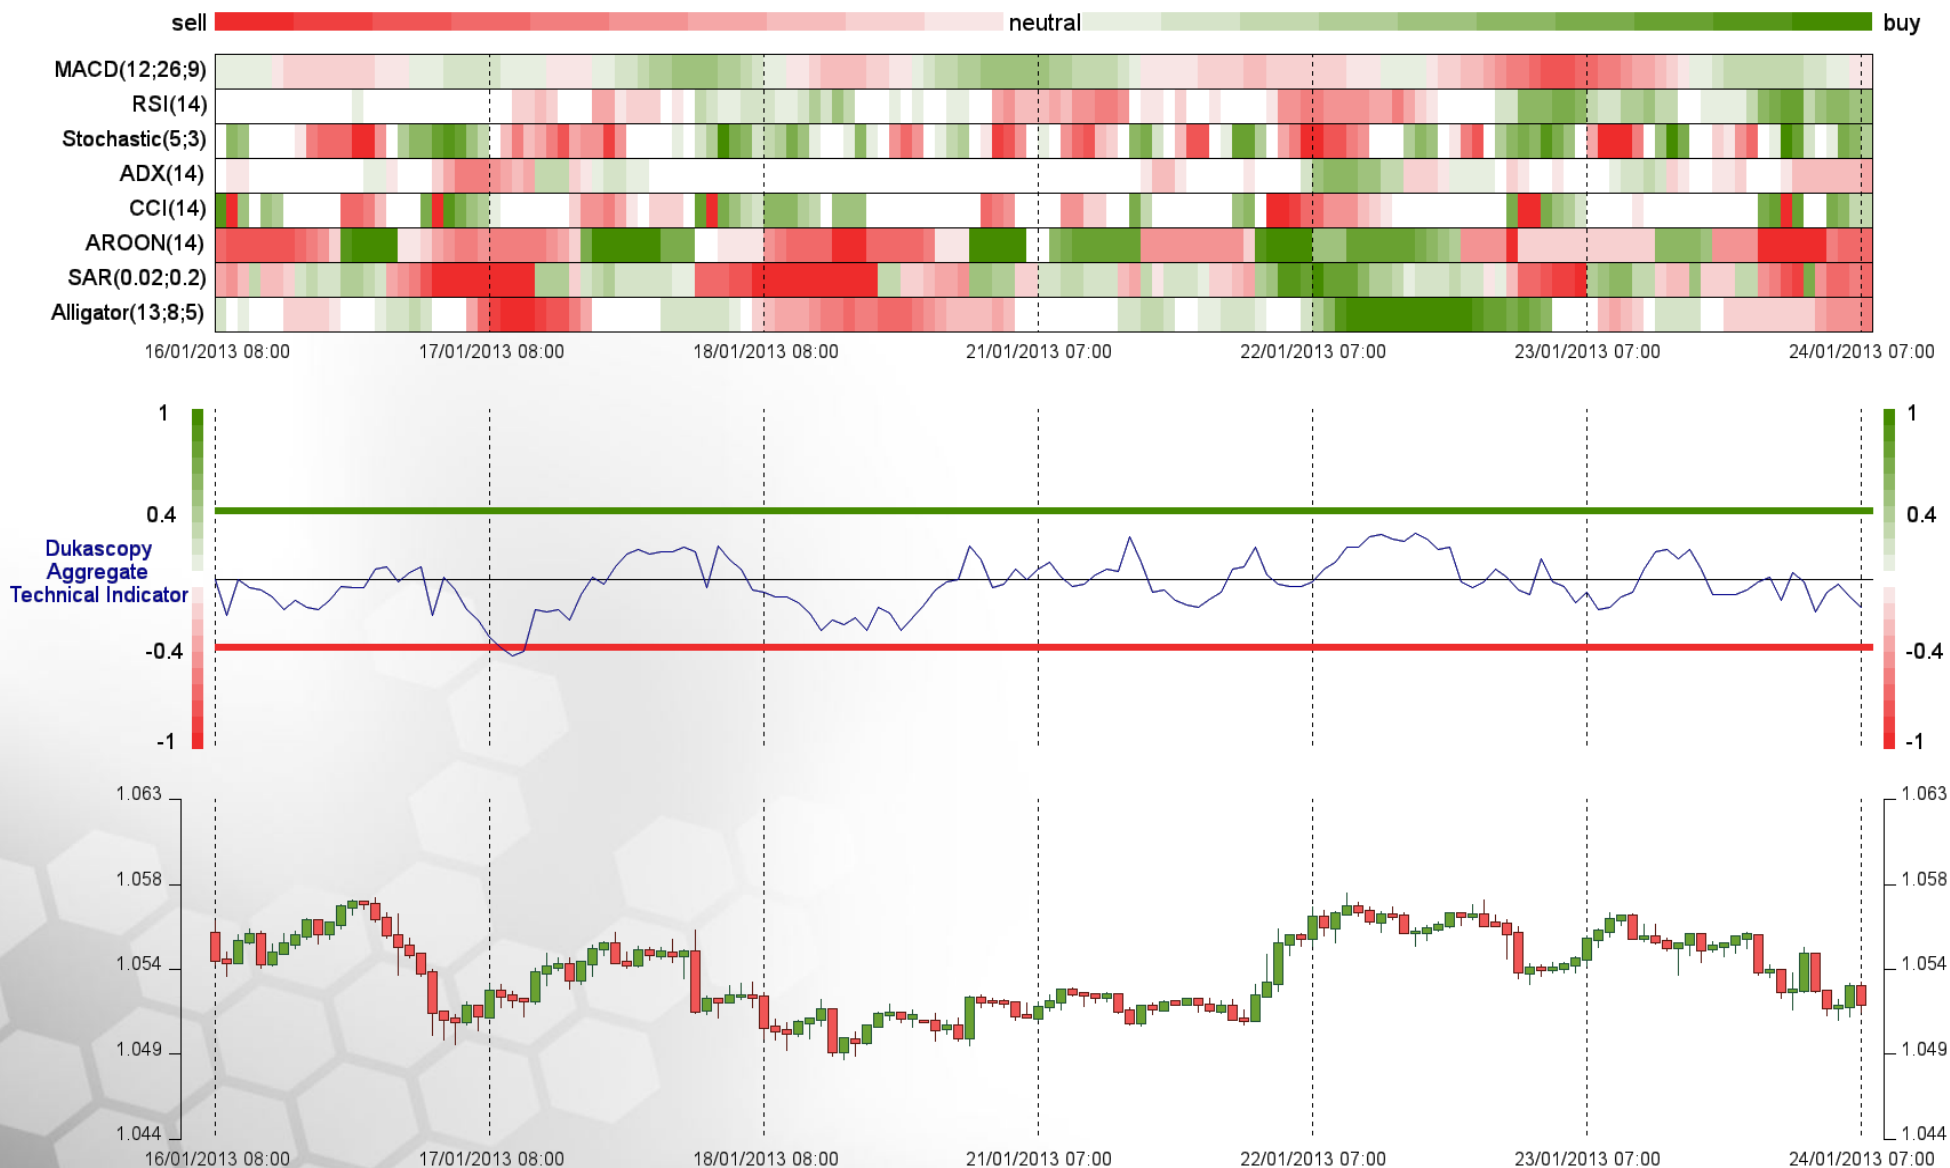 sell neutral buy
MACD(12;26;9)
RSI(14)
Stochastic(5;3)
ADX(14)
CCI(14)
AROON(14)
SAR(0.02;0.2)
Alligator(13;8;5)
16/01/2013 08:00 17/01/2013 08:00 18/01/2013 08:00 21/01/2013 07:00 22/01/2013 07:00 23/01/2013 07:00 24/01/2013 07:00
1 1
0.4 0.4
Dukascopy
Aggregate
Technical Indicator
-0.4 -0.4
-1 -1
1.063 1.063
1.058 1.058
1.054 1.054
1.049 1.049
1.044 1.044
16/01/2013 08:00 17/01/2013 08:00 18/01/2013 08:00 21/01/2013 07:00 22/01/2013 07:00 23/01/2013 07:00 24/01/2013 07:00